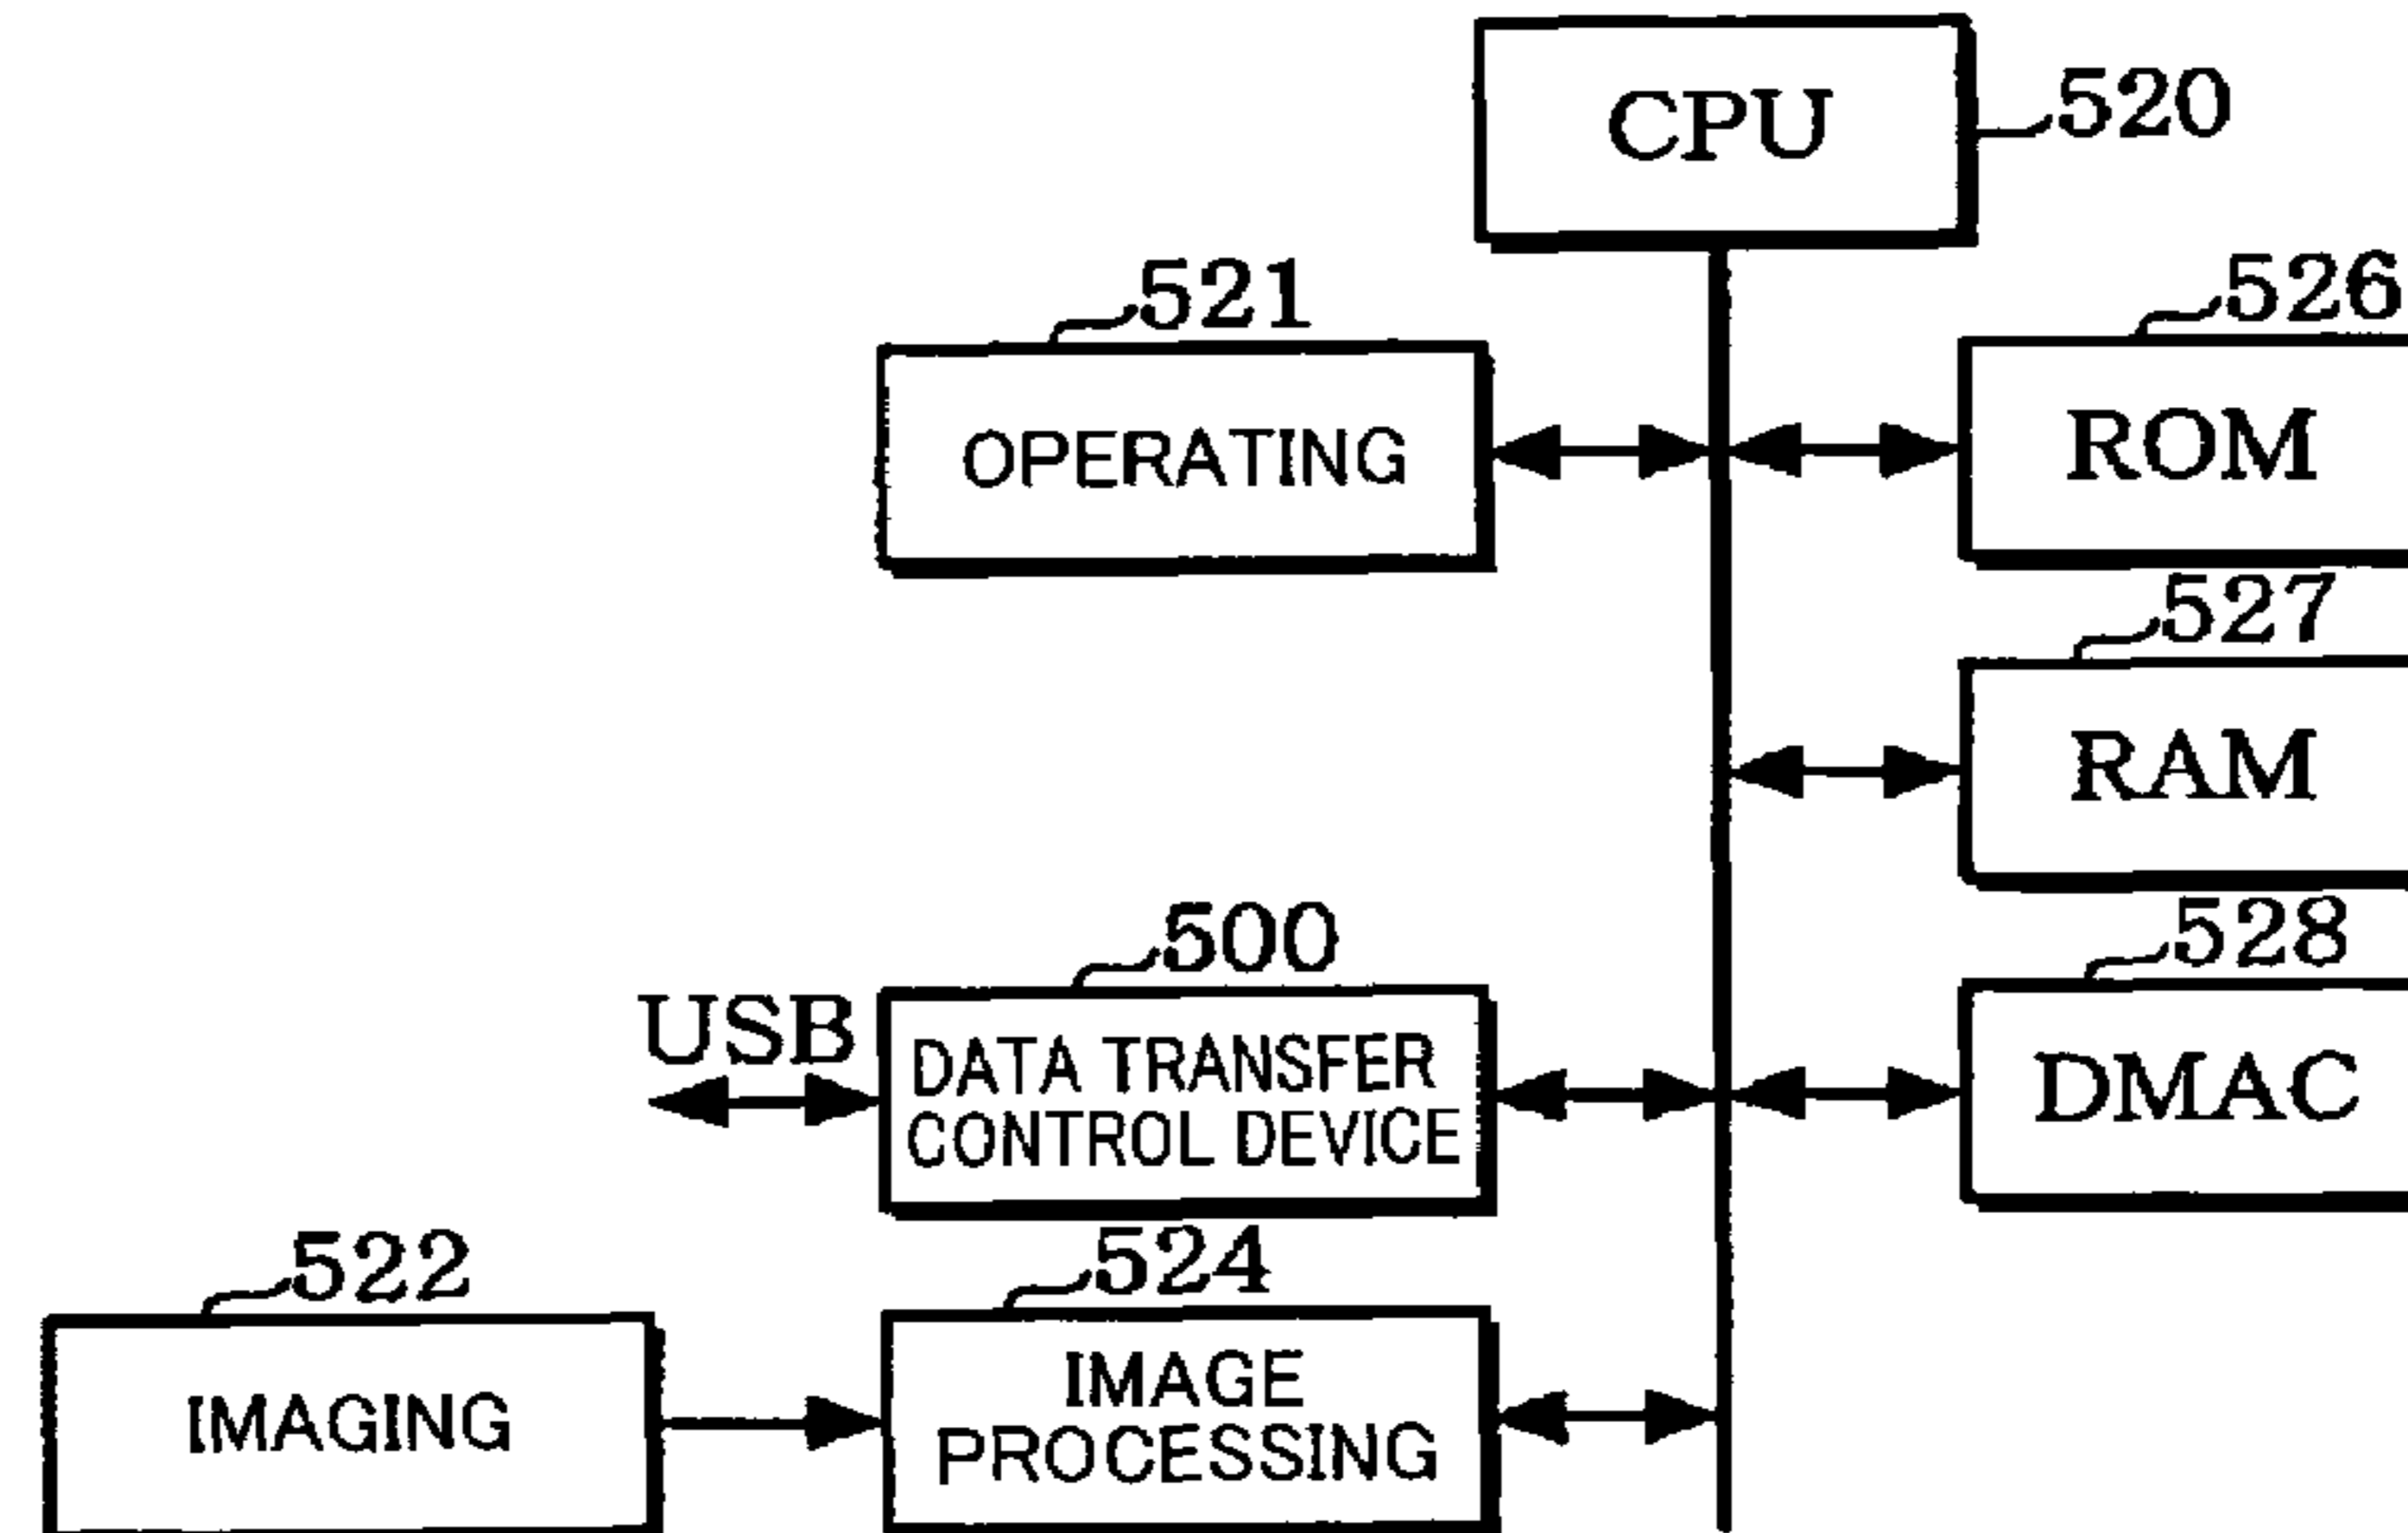 CPU
520
521
526
OPERATING
ROM
527
RAM
500
528
USB
DATA TRANSFER
CONTROL DEVICE
DMAC
522
524
IMAGING
IMAGE
PROCESSING